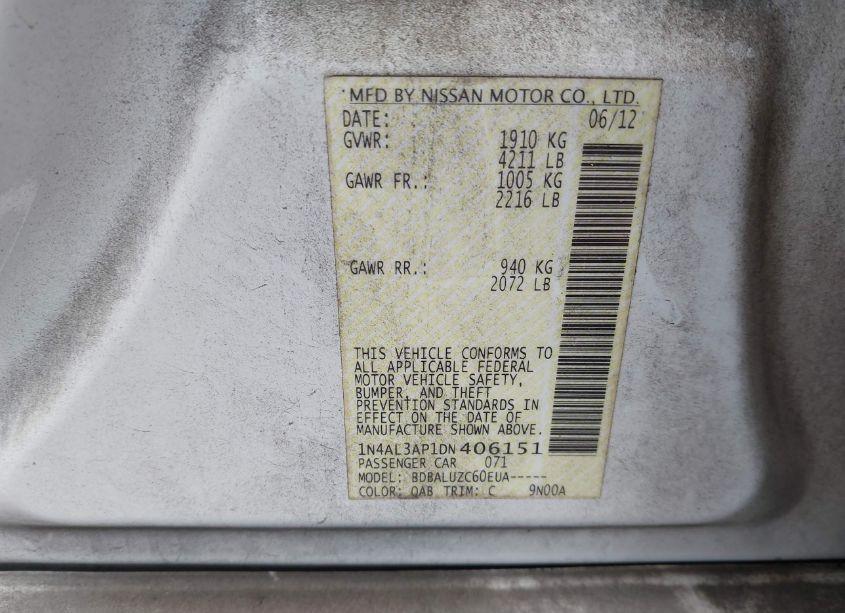 MFD BY NISSAN MOTOR CO., LTD.
DATE: 06/12
GVWR: 1910 KG
4211 LB
GAWR FR.: 1005 KG
2216 LB
GAWR RR.: 940 KG
2072 LB
THIS VEHICLE CONFORMS TO
ALL APPLICABLE FEDERAL
MOTOR VEHICLE SAFETY,
BUMPER, AND THEFT
PREVENTION STANDARDS IN
EFFECT ON THE DATE OF
MANUFACTURE SHOWN ABOVE.
1N4AL3AP1DN406151
PASSENGER CAR 071
MODEL: BDBALUZC60EUA-----
COLOR: QAB TRIM: C 9N00A